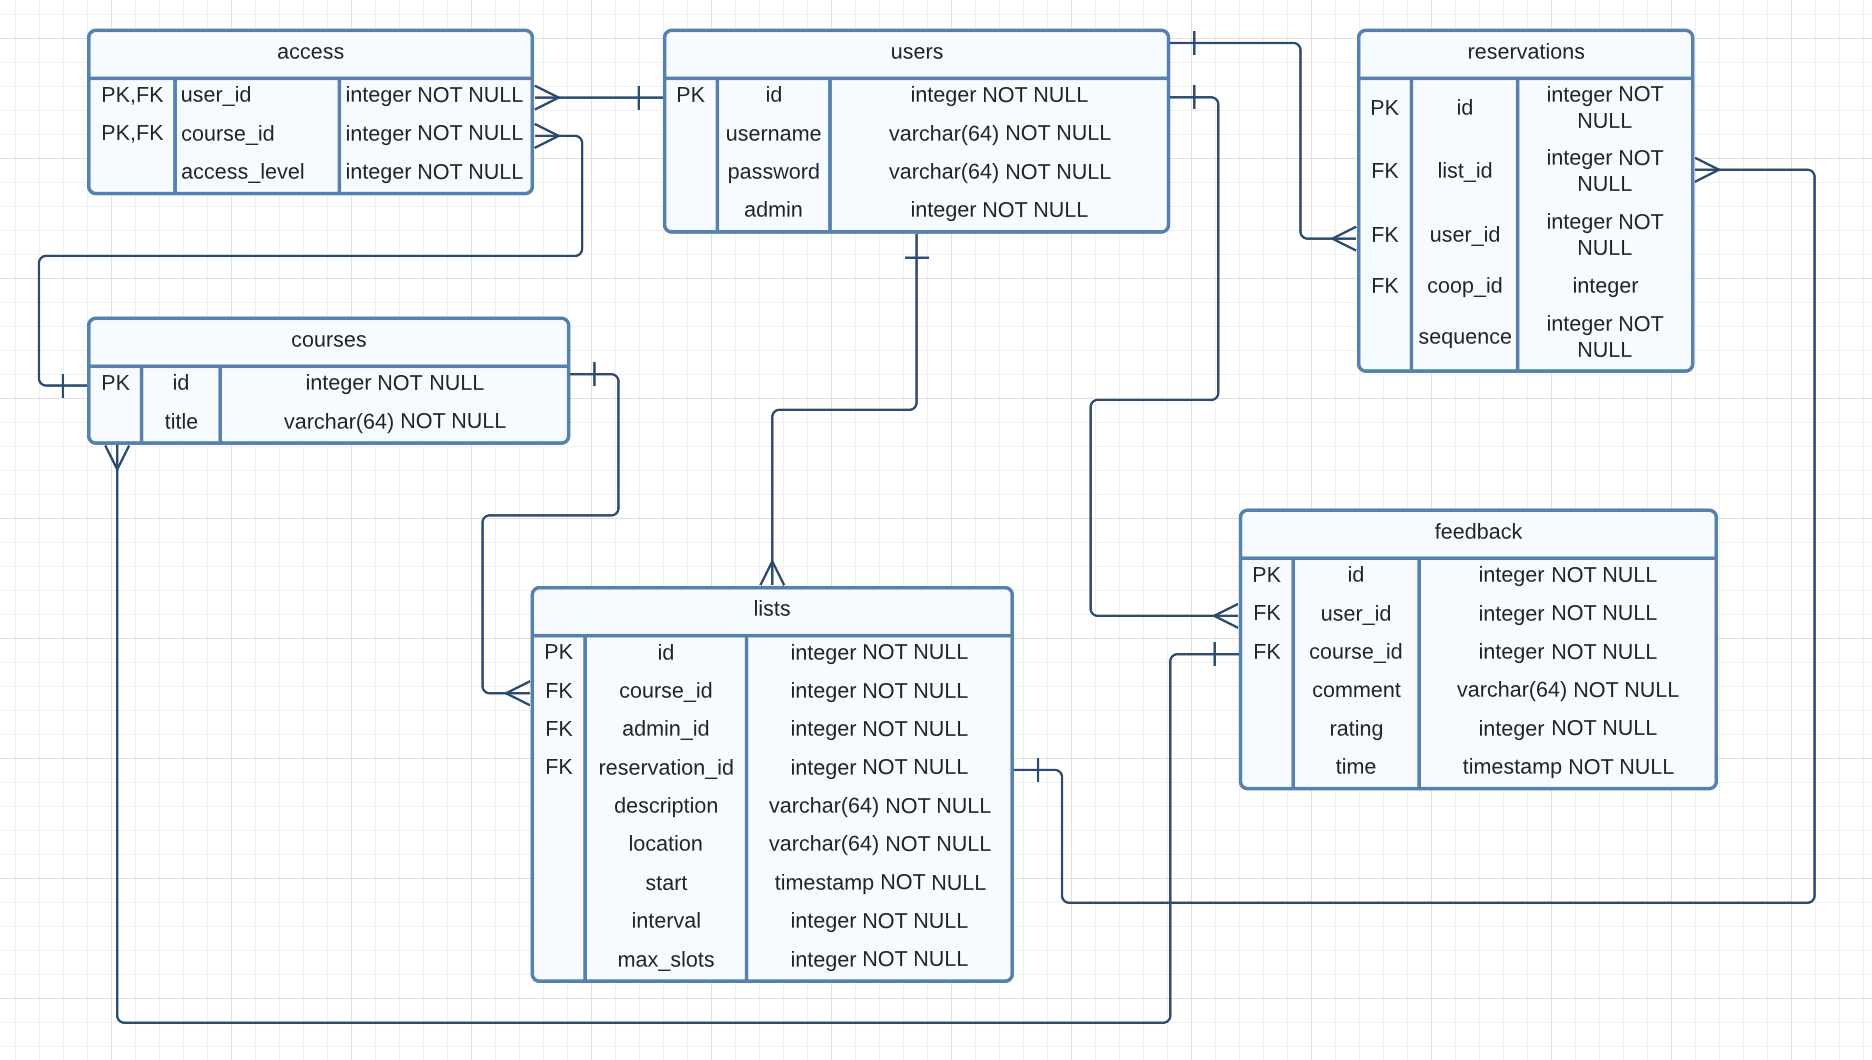 access
PK,FK user_id integer NOT NULL
PK,FK course_id integer NOT NULL
access_level integer NOT NULL
users
PK id integer NOT NULL
username varchar(64) NOT NULL
password varchar(64) NOT NULL
admin integer NOT NULL
reservations
PK id integer NOT
NULL
FK list_id integer NOT
NULL
FK user_id integer NOT
NULL
FK coop_id integer
sequence integer NOT
NULL
courses
PK id integer NOT NULL
title varchar(64) NOT NULL
feedback
PK id integer NOT NULL
FK user_id integer NOT NULL
FK course_id integer NOT NULL
comment varchar(64) NOT NULL
rating integer NOT NULL
time timestamp NOT NULL
lists
PK id integer NOT NULL
FK course_id integer NOT NULL
FK admin_id integer NOT NULL
FK reservation_id integer NOT NULL
description varchar(64) NOT NULL
location varchar(64) NOT NULL
start timestamp NOT NULL
interval integer NOT NULL
max_slots integer NOT NULL